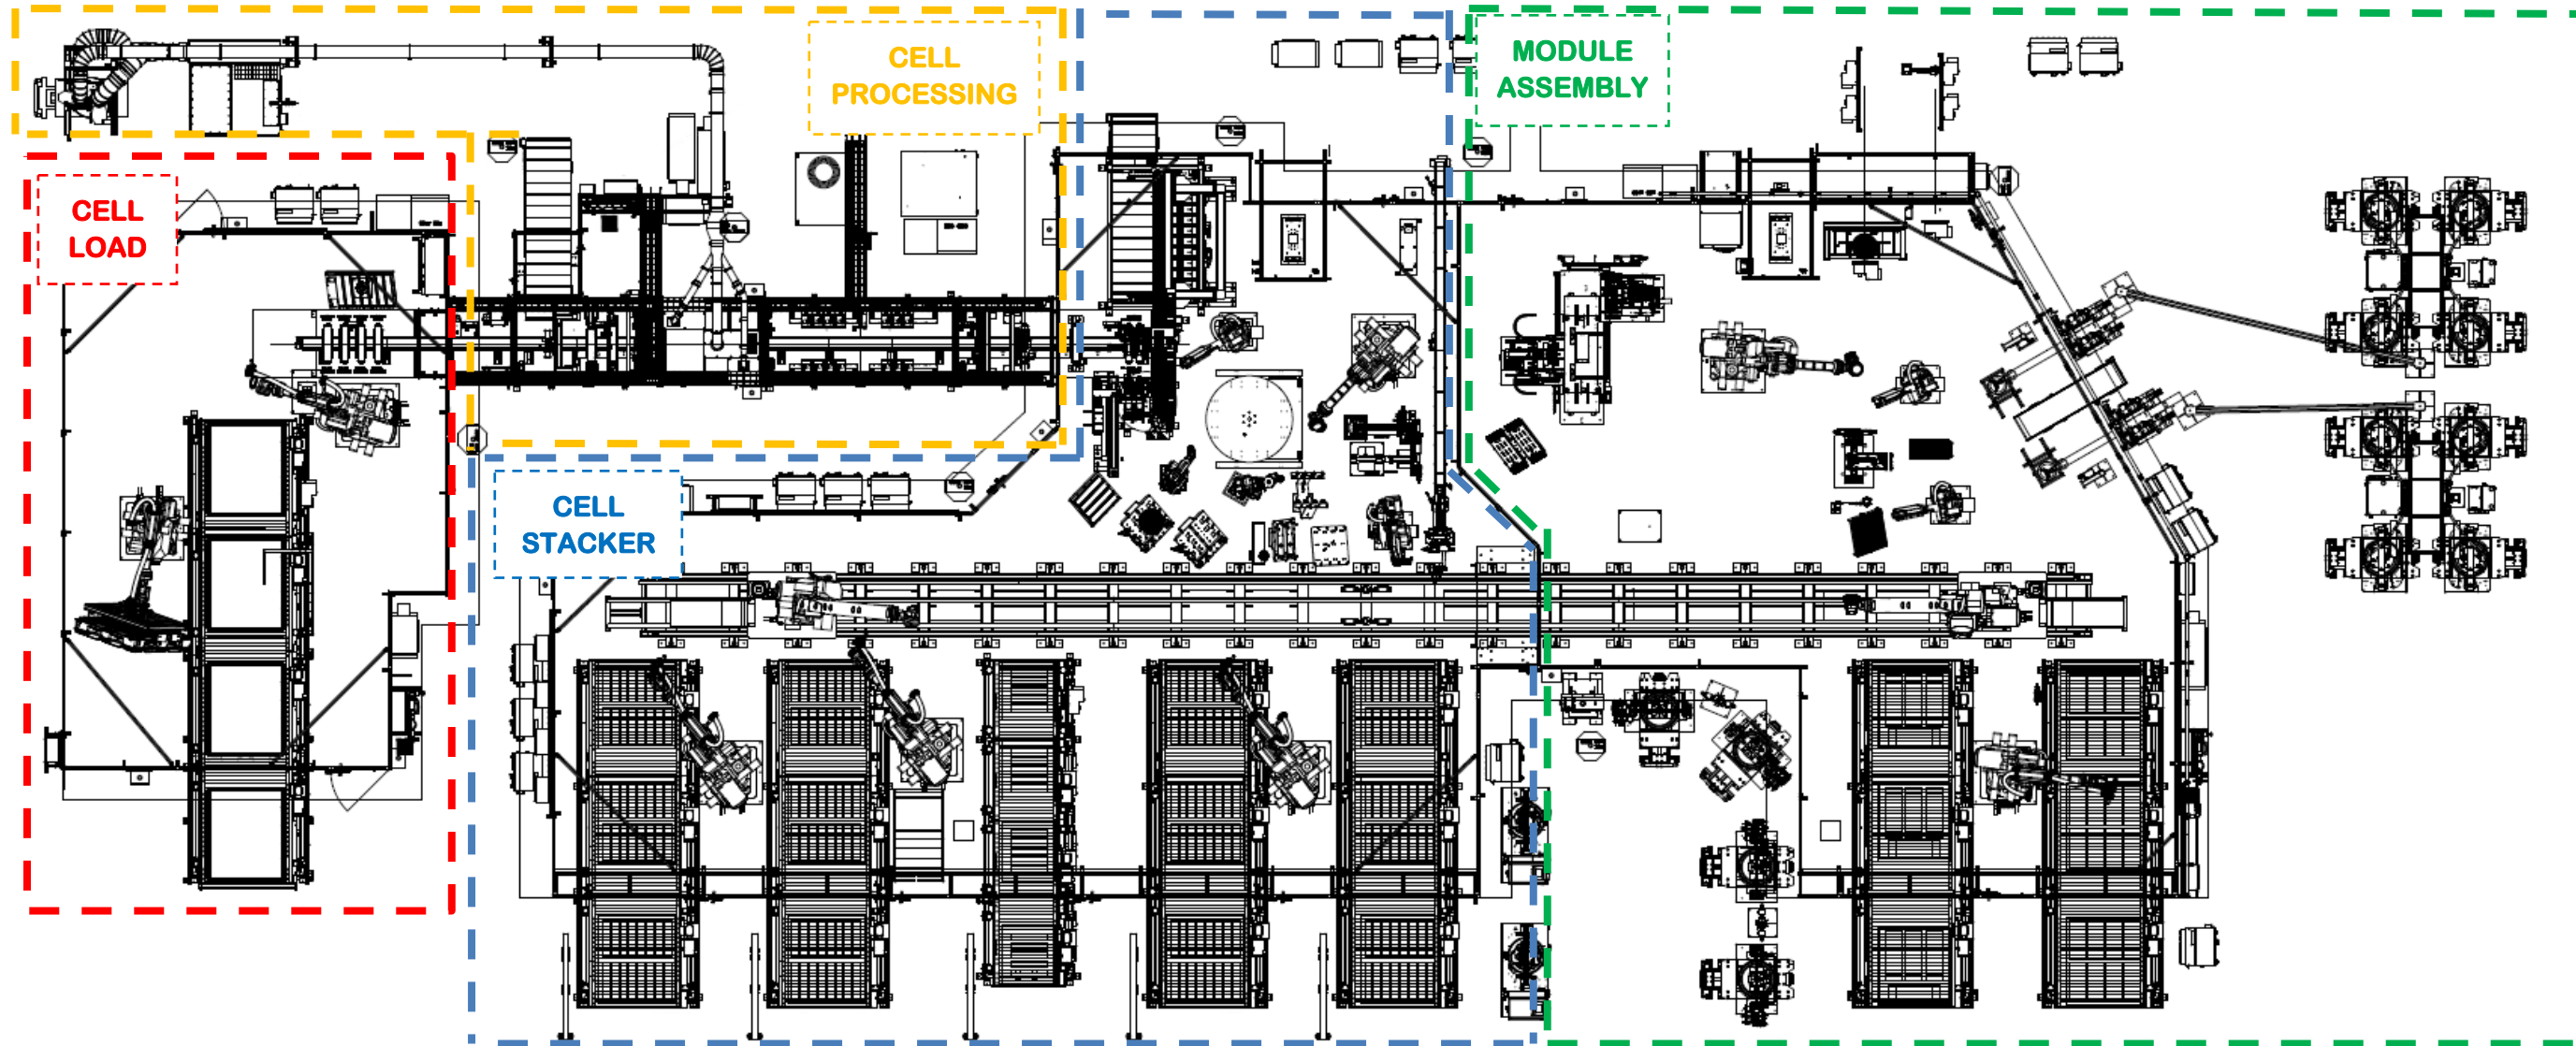 CELL
PROCESSING
MODULE
ASSEMBLY
CELL
LOAD
CELL
STACKER